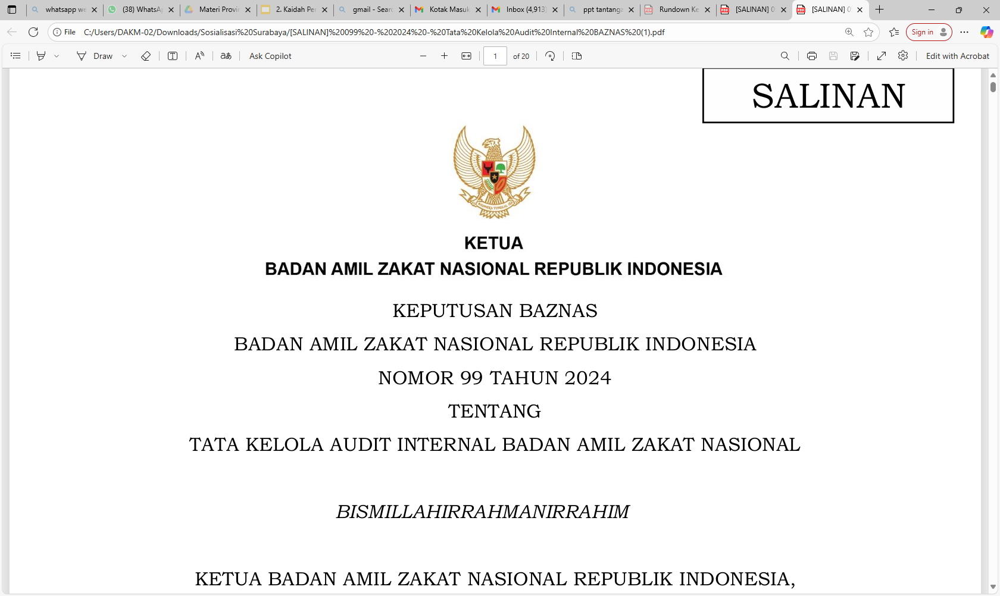 whatsapp we
(38) WhatsA
Materi Provi
2. Kaidah Per
gmail - Searc
Kotak Masuk
Inbox (4,913)
ppt tantanga
Rundown Ke
[SALINAN] 0
[SALINAN] 0
File
C:/Users/DAKM-02/Downloads/Sosialisasi%20Surabaya/[SALINAN]%20099%20-%202024%20-%20Tata%20Kelola%20Audit%20Internal%20BAZNAS%20(1).pdf
Sign in
Draw
Ask Copilot
1 of 20
Edit with Acrobat
SALINAN
KETUA
BADAN AMIL ZAKAT NASIONAL REPUBLIK INDONESIA
KEPUTUSAN BAZNAS
BADAN AMIL ZAKAT NASIONAL REPUBLIK INDONESIA
NOMOR 99 TAHUN 2024
TENTANG
TATA KELOLA AUDIT INTERNAL BADAN AMIL ZAKAT NASIONAL
BISMILLAHIRRAHMANIRRAHIM
KETUA BADAN AMIL ZAKAT NASIONAL REPUBLIK INDONESIA,